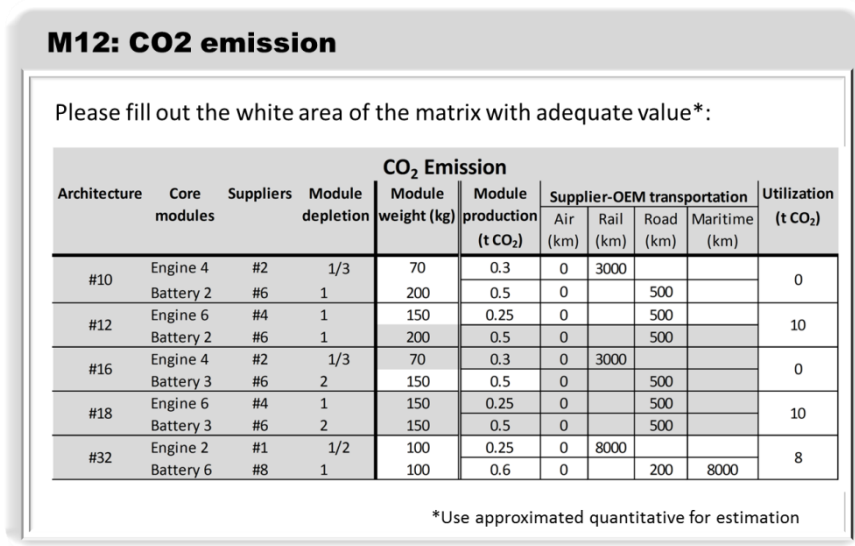 M12: CO2 emission
Please fill out the white area of the matrix with adequate value*:
CO₂ Emission
Architecture Core modules Suppliers Module depletion Module weight (kg) Module production (t CO₂) Supplier-OEM transportation Utilization (t CO₂)
Air (km) Rail (km) Road (km) Maritime (km)
#10 Engine 4 #2 1/3 70 0.3 0 3000 0
Battery 2 #6 1 200 0.5 0 500
#12 Engine 6 #4 1 150 0.25 0 500 10
Battery 2 #6 1 200 0.5 0 500
#16 Engine 4 #2 1/3 70 0.3 0 3000 0
Battery 3 #6 2 150 0.5 0 500
#18 Engine 6 #4 1 150 0.25 0 500 10
Battery 3 #6 2 150 0.5 0 500
#32 Engine 2 #1 1/2 100 0.25 0 8000 8
Battery 6 #8 1 100 0.6 0 200 8000
*Use approximated quantitative for estimation